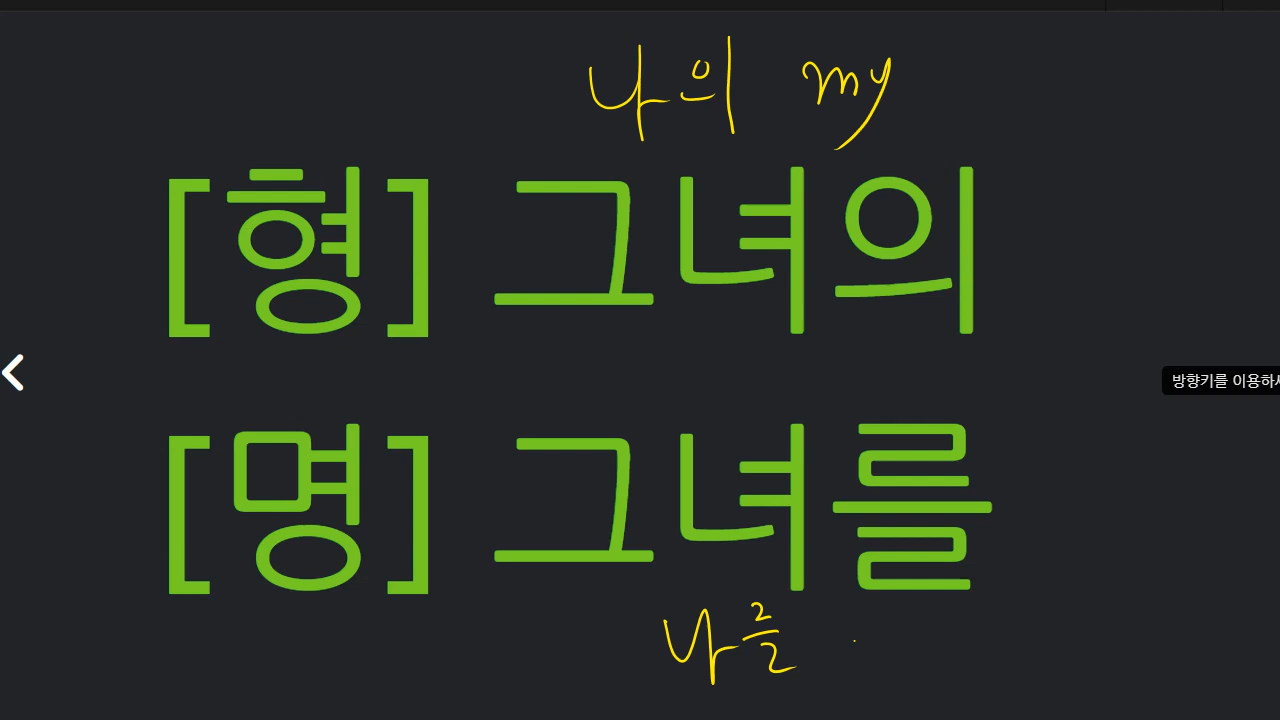 나의 my
[형] 그녀의
방향키를 이용하
[명] 그녀를
나를